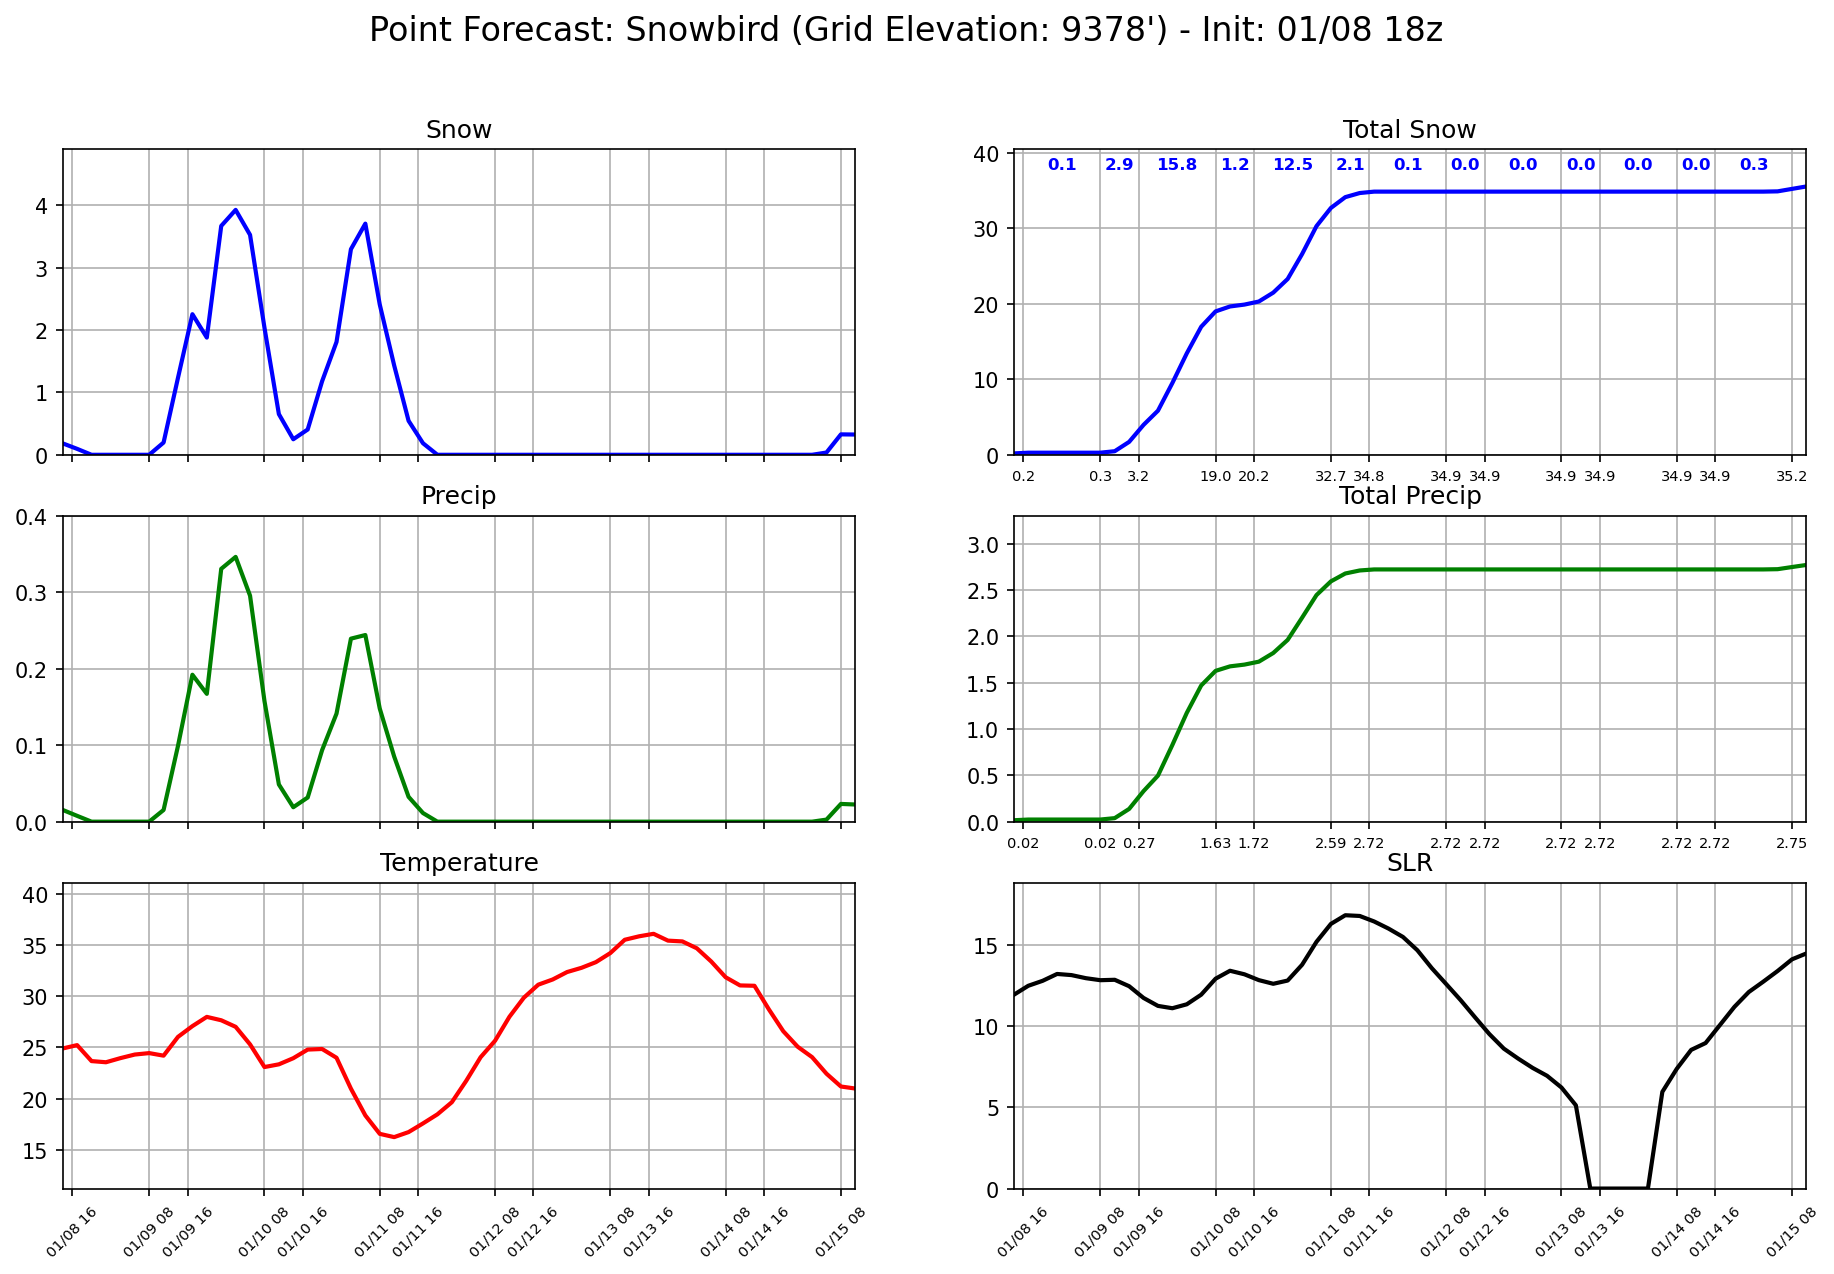 Point Forecast: Snowbird (Grid Elevation: 9378') - Init: 01/08 18z
Snow
4
3
2
1
0
Total Snow
0.1 2.9 15.8 1.2 12.5 2.1 0.1 0.0 0.0 0.0 0.0 0.0 0.3
40
30
20
10
0
0.2 0.3 3.2 19.0 20.2 32.7 34.8 34.9 34.9 34.9 34.9 34.9 34.9 35.2
Precip
0.4
0.3
0.2
0.1
0.0
Total Precip
3.0
2.5
2.0
1.5
1.0
0.5
0.0
0.02 0.02 0.27 1.63 1.72 2.59 2.72 2.72 2.72 2.72 2.72 2.72 2.72 2.75
Temperature
40
35
30
25
20
15
01/08 16 01/09 08 01/09 16 01/10 08 01/10 16 01/11 08 01/11 16 01/12 08 01/12 16 01/13 08 01/13 16 01/14 08 01/14 16 01/15 08
SLR
15
10
5
0
01/08 16 01/09 08 01/09 16 01/10 08 01/10 16 01/11 08 01/11 16 01/12 08 01/12 16 01/13 08 01/13 16 01/14 08 01/14 16 01/15 08